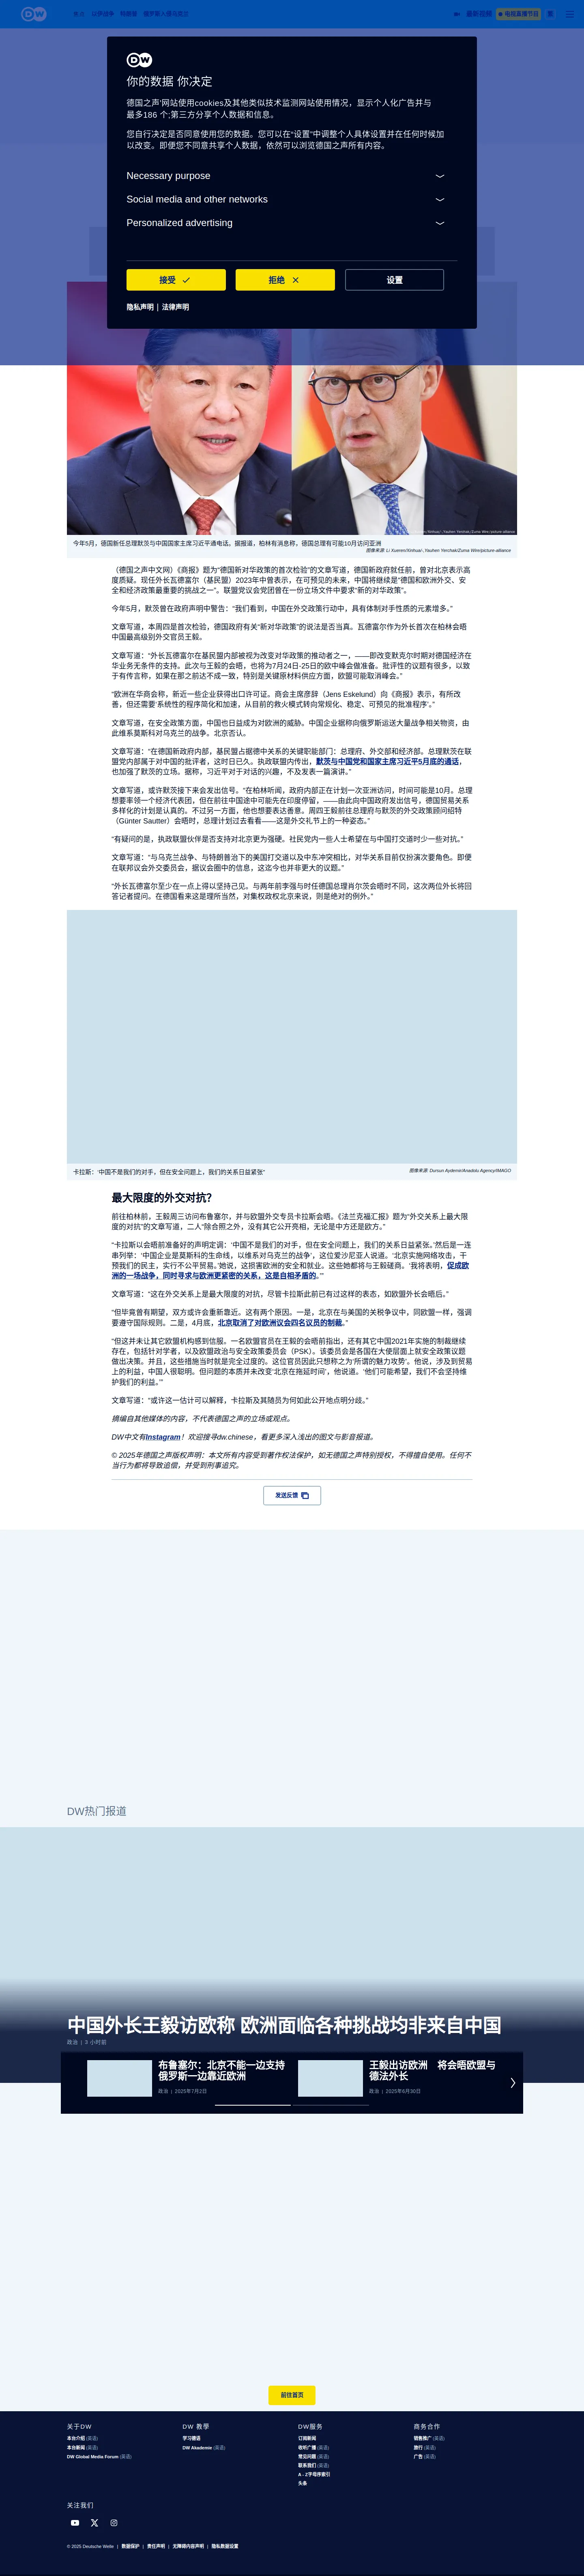 DW
最新视频
电视直播节目
DW
你的数据 你决定
德国之声'网站使用cookies及其他类似技术监测网站使用情况，显示个人化广告并与
最多186 个;第三方分享个人数据和信息。
您自行决定是否同意使用您的数据。您可以在“设置”中调整个人具体设置并在任何时候加
以改变。即便您不同意共享个人数据，依然可以浏览德国之声所有内容。
Necessary purpose
Social media and other networks
Personalized advertising
接受
拒绝
设置
隐私声明 | 法律声明
今年5月，德国新任总理默茨与中国国家主席习近平通电话。据报道，柏林有消息称，德国总理有可能10月访问亚洲
图像来源: Li Xueren/Xinhua/-,Yauhen Yerchak/Zuma Wire/picture-alliance
（德国之声中文网）《商报》题为“德国新对华政策的首次检验”的文章写道，德国新政府就任前，曾对北京表示高
度质疑。现任外长瓦德富尔（基民盟）2023年中曾表示，在可预见的未来，中国将继续是“德国和欧洲外交、安
全和经济政策最重要的挑战之一”。联盟党议会党团曾在一份立场文件中要求“新的对华政策”。
今年5月，默茨曾在政府声明中警告：“我们看到，中国在外交政策行动中，具有体制对手性质的元素增多。”
文章写道，本周四是首次检验，德国政府有关“新对华政策”的说法是否当真。瓦德富尔作为外长首次在柏林会晤
中国最高级别外交官员王毅。
文章写道：“外长瓦德富尔在基民盟内部被视为改变对华政策的推动者之一，——即改变默克尔时期对德国经济在
华业务无条件的支持。此次与王毅的会晤，也将为7月24日-25日的欧中峰会做准备。批评性的议题有很多，以致
于有传言称，如果在那之前达不成一致，特别是关键原材料供应方面，欧盟可能取消峰会。”
“欧洲在华商会称，新近一些企业获得出口许可证。商会主席彦辞（Jens Eskelund）向《商报》表示，有所改
善，但还需要‘系统性的程序简化和加速，从目前的救火模式转向常规化、稳定、可预见的批准程序’。”
文章写道，在安全政策方面，中国也日益成为对欧洲的威胁。中国企业据称向俄罗斯运送大量战争相关物资，由
此维系莫斯科对乌克兰的战争。北京否认。
文章写道：“在德国新政府内部，基民盟占据德中关系的关键职能部门：总理府、外交部和经济部。总理默茨在联
盟党内部属于对中国的批评者，这时日已久。执政联盟内传出，默茨与中国党和国家主席习近平5月底的通话，
也加强了默茨的立场。据称，习近平对于对话的兴趣，不及发表一篇演讲。”
文章写道，或许默茨接下来会发出信号。“在柏林听闻，政府内部正在计划一次亚洲访问，时间可能是10月。总理
想要率领一个经济代表团，但在前往中国途中可能先在印度停留，——由此向中国政府发出信号，德国贸易关系
多样化的计划是认真的。不过另一方面，他也想要表达善意。周四王毅前往总理府与默茨的外交政策顾问绍特
（Günter Sautter）会晤时，总理计划过去看看——这是外交礼节上的一种姿态。”
“有疑问的是，执政联盟伙伴是否支持对北京更为强硬。社民党内一些人士希望在与中国打交道时少一些对抗。”
文章写道：“与乌克兰战争、与特朗普治下的美国打交道以及中东冲突相比，对华关系目前仅扮演次要角色。即便
在联邦议会外交委员会，据议会圈中的信息，这迄今也并非更大的议题。”
“外长瓦德富尔至少在一点上得以坚持己见。与两年前李强与时任德国总理肖尔茨会晤时不同，这次两位外长将回
答记者提问。在德国看来这是理所当然，对集权政权北京来说，则是绝对的例外。”
卡拉斯：‘中国不是我们的对手，但在安全问题上，我们的关系日益紧张’
图像来源: Dursun Aydemir/Anadolu Agency/IMAGO
最大限度的外交对抗？
前往柏林前，王毅周三访问布鲁塞尔，并与欧盟外交专员卡拉斯会晤。《法兰克福汇报》题为“外交关系上最大限
度的对抗”的文章写道，二人“除合照之外，没有其它公开亮相，无论是中方还是欧方。”
“卡拉斯以会晤前准备好的声明定调：‘中国不是我们的对手，但在安全问题上，我们的关系日益紧张。’然后是一连
串列举：‘中国企业是莫斯科的生命线，以维系对乌克兰的战争’，这位爱沙尼亚人说道。‘北京实施网络攻击，干
预我们的民主，实行不公平贸易。’她说，这损害欧洲的安全和就业。这些她都将与王毅磋商。‘我将表明，促成欧
洲的一场战争，同时寻求与欧洲更紧密的关系，这是自相矛盾的。’”
文章写道：“这在外交关系上是最大限度的对抗，尽管卡拉斯此前已有过这样的表态，如欧盟外长会晤后。”
“但毕竟曾有期望，双方或许会重新靠近。这有两个原因。一是，北京在与美国的关税争议中，同欧盟一样，强调
要遵守国际规则。二是，4月底，北京取消了对欧洲议会四名议员的制裁。”
“但这并未让其它欧盟机构感到信服。一名欧盟官员在王毅的会晤前指出，还有其它中国2021年实施的制裁继续
存在，包括针对学者，以及欧盟政治与安全政策委员会（PSK）。该委员会是各国在大使层面上就安全政策议题
做出决策。并且，这些措施当时就是完全过度的。这位官员因此只想称之为‘所谓的魅力攻势’。他说，涉及到贸易
上的利益，中国人很聪明。但问题的本质并未改变‘北京在拖延时间’，他说道。‘他们可能希望，我们不会坚持维
护我们的利益。’”
文章写道：“或许这一估计可以解释，卡拉斯及其随员为何如此公开地点明分歧。”
摘编自其他媒体的内容，不代表德国之声的立场或观点。
DW中文有Instagram！欢迎搜寻dw.chinese，看更多深入浅出的图文与影音报道。
© 2025年德国之声版权声明：本文所有内容受到著作权法保护，如无德国之声特别授权，不得擅自使用。任何不
当行为都将导致追偿，并受到刑事追究。
发送反馈
DW热门报道
中国外长王毅访欧称 欧洲面临各种挑战均非来自中国
政治 | 3 小时前
布鲁塞尔：北京不能一边支持
俄罗斯一边靠近欧洲
政治 | 2025年7月2日
王毅出访欧洲　将会晤欧盟与
德法外长
政治 | 2025年6月30日
前往首页
关于DW
本台介绍 (英语)
本台新闻 (英语)
DW Global Media Forum (英语)
DW 教學
学习德语
DW Akademie (英语)
DW服务
订阅新闻
收听广播 (英语)
常见问题 (英语)
联系我们 (英语)
A - Z字母序索引
头条
商务合作
销售推广 (英语)
旅行 (英语)
广告 (英语)
关注我们
© 2025 Deutsche Welle | 数据保护 | 责任声明 | 无障碍内容声明 | 隐私数据设置